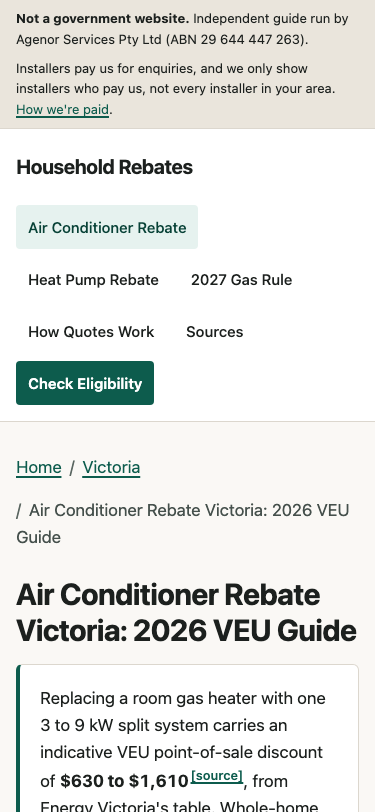 Not a government website. Independent guide run by
Agenor Services Pty Ltd (ABN 29 644 447 263).
Installers pay us for enquiries, and we only show
installers who pay us, not every installer in your area.
How we're paid.
Household Rebates
Air Conditioner Rebate
Heat Pump Rebate 2027 Gas Rule
How Quotes Work Sources
Check Eligibility
Home / Victoria
/ Air Conditioner Rebate Victoria: 2026 VEU
Guide
Air Conditioner Rebate
Victoria: 2026 VEU Guide
Replacing a room gas heater with one
3 to 9 kW split system carries an
indicative VEU point-of-sale discount
of $630 to $1,610[source], from
Energy Victoria's table. Whole-home